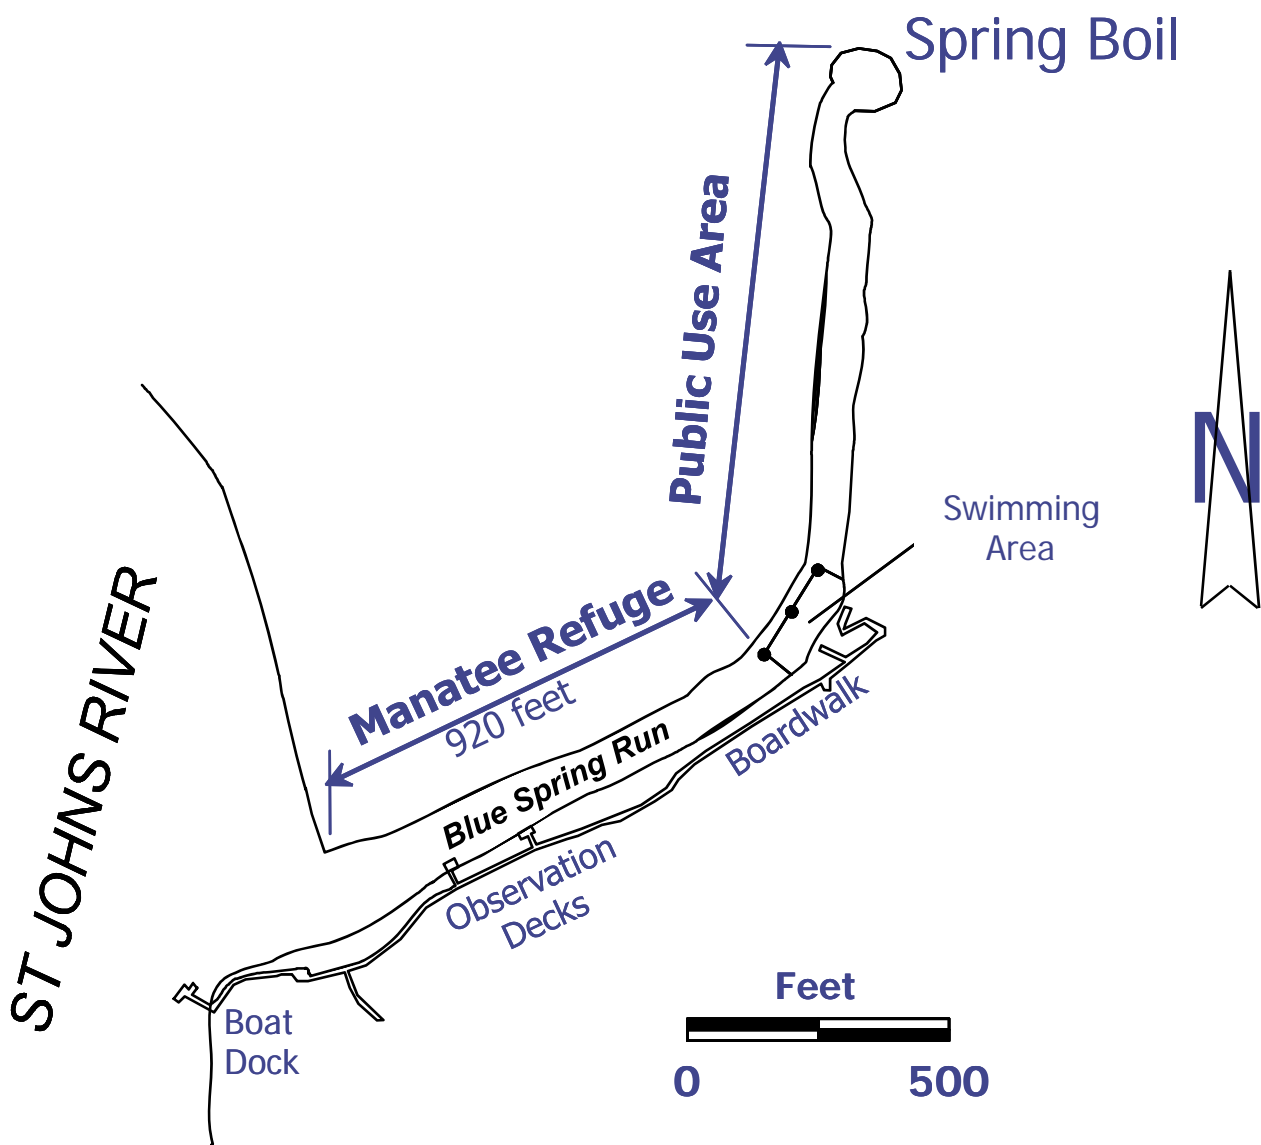 Spring Boil
Public Use Area
N
Swimming
Area
Manatee Refuge
920 feet
ST JOHNS RIVER
Blue Spring Run
Boardwalk
Observation
Decks
Boat
Dock
Feet
0 500